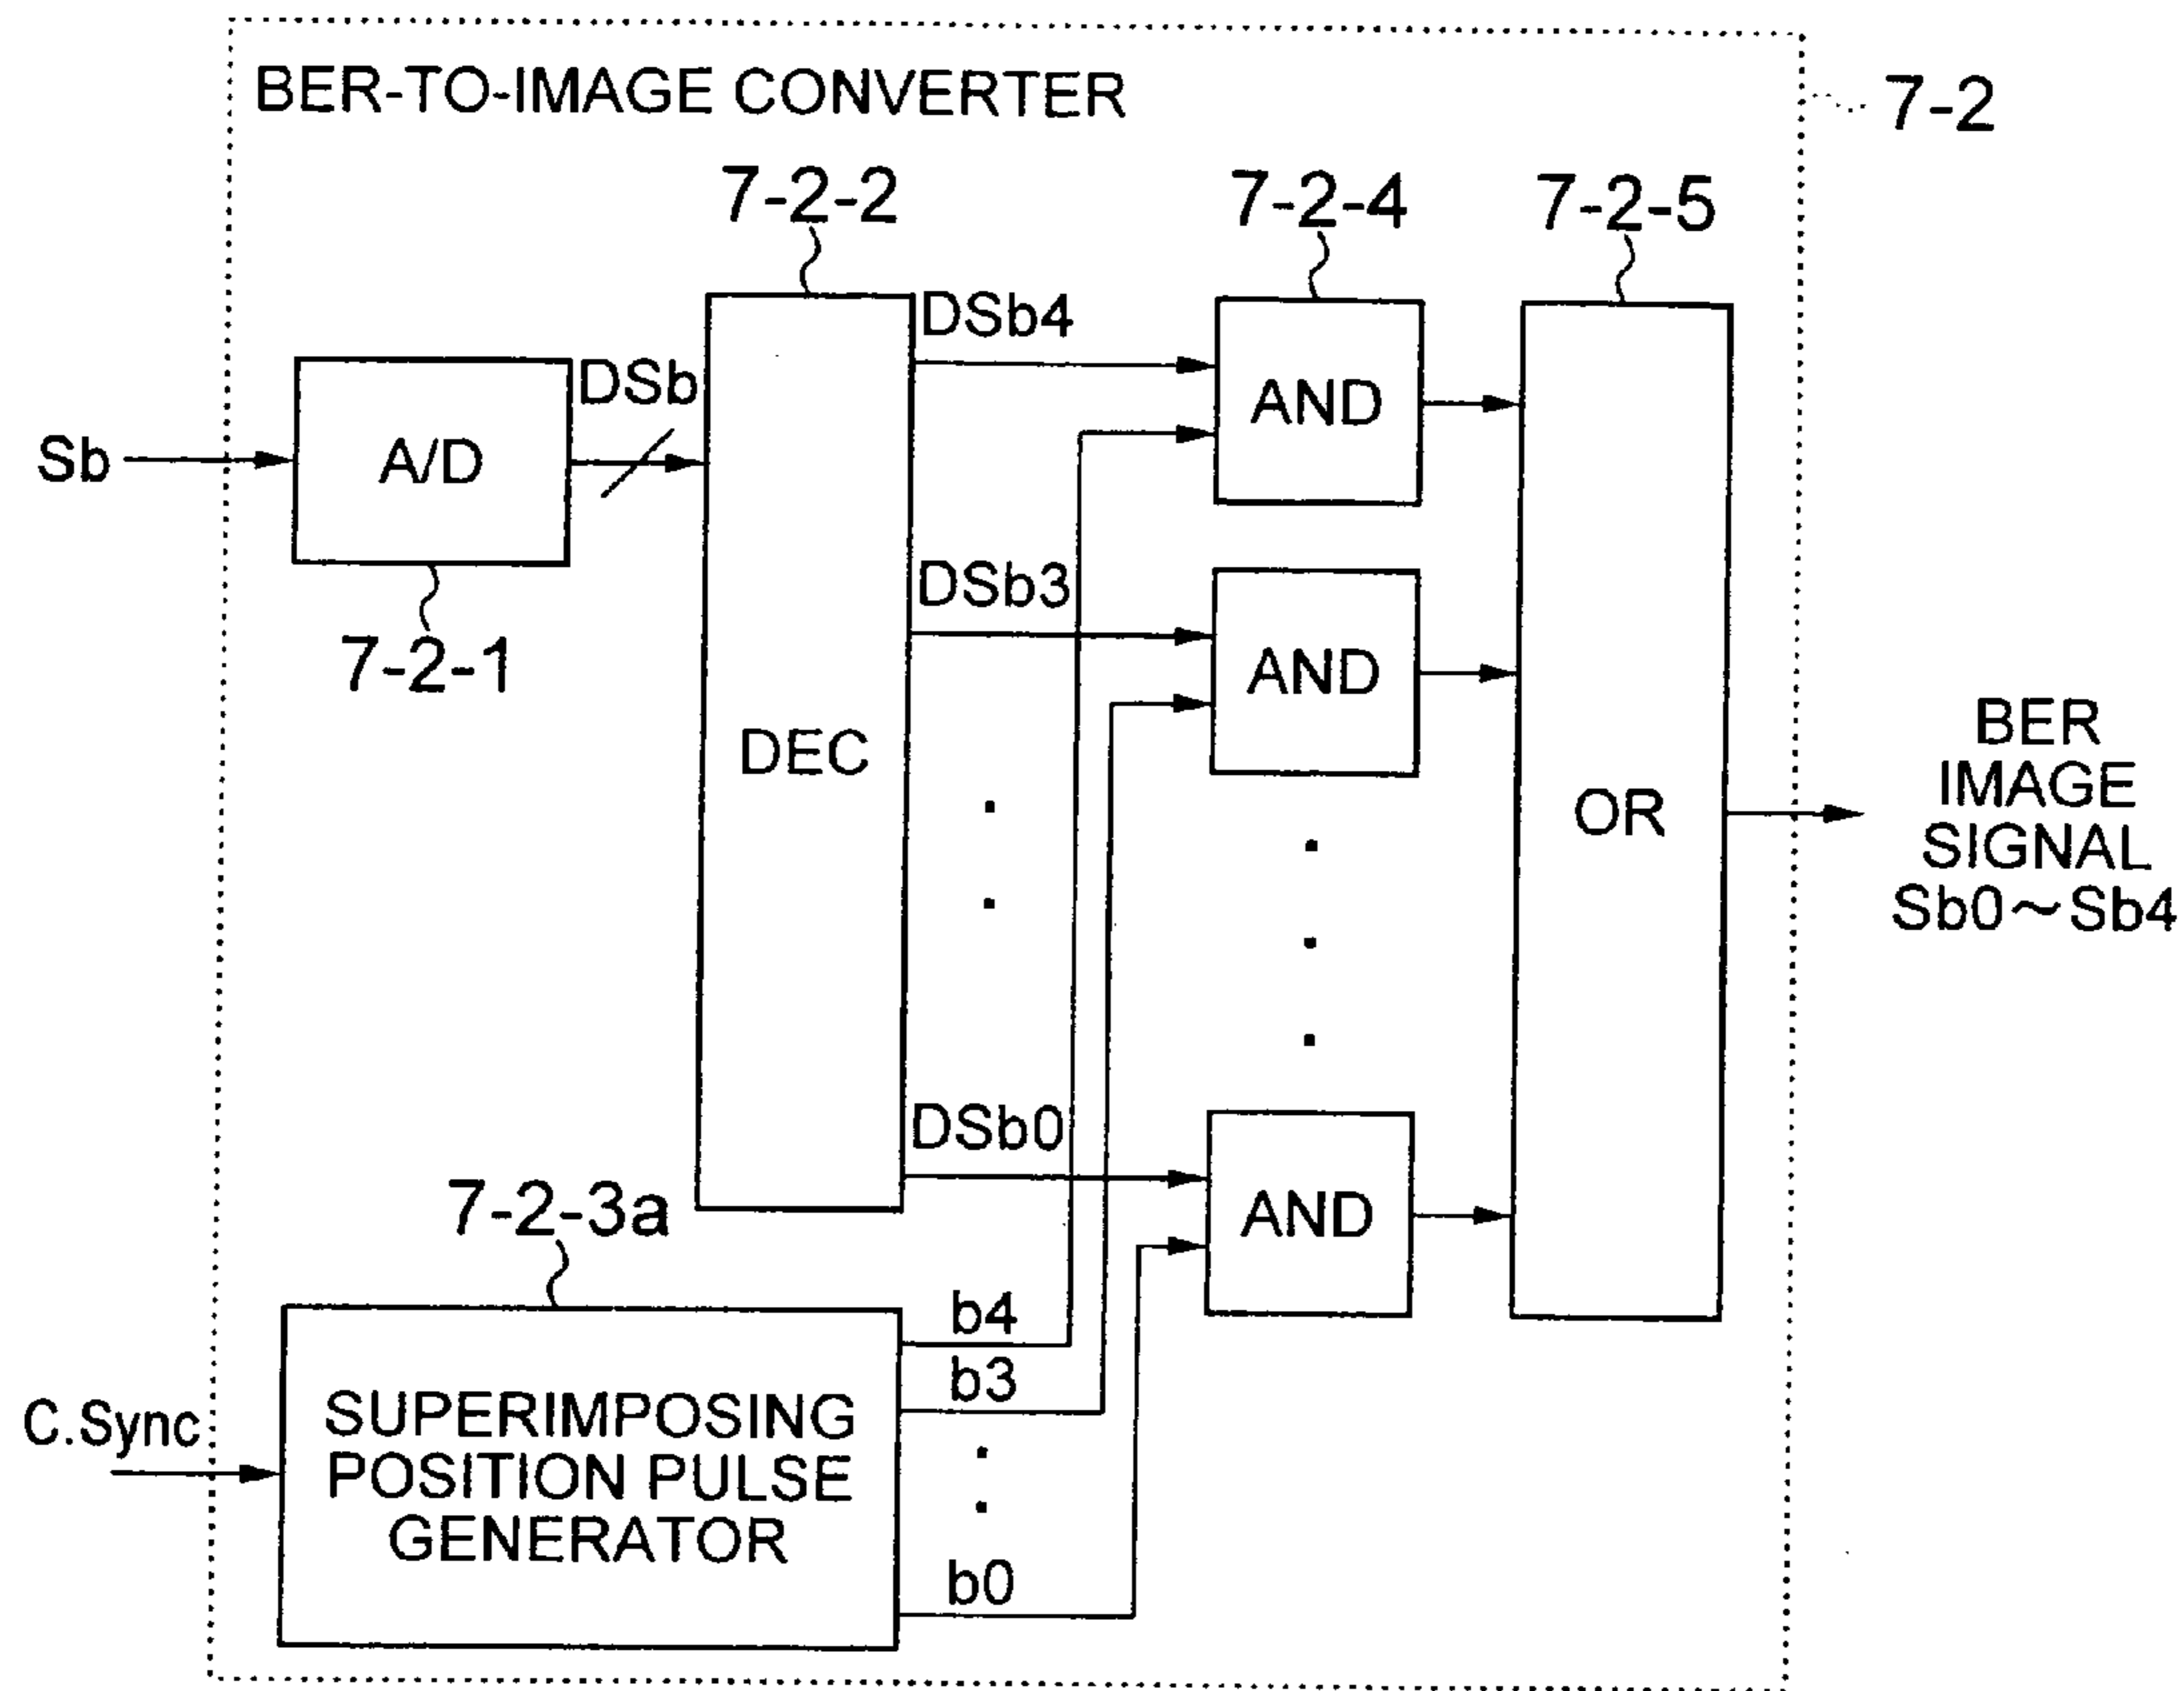 BER-TO-IMAGE CONVERTER
7-2
7-2-2
7-2-4
7-2-5
DSb4
DSb
AND
Sb
A/D
DSb3
7-2-1
AND
DEC
BER
IMAGE
SIGNAL
Sb0~Sb4
OR
DSb0
7-2-3a
AND
b4
b3
C.Sync
SUPERIMPOSING
POSITION PULSE
GENERATOR
b0